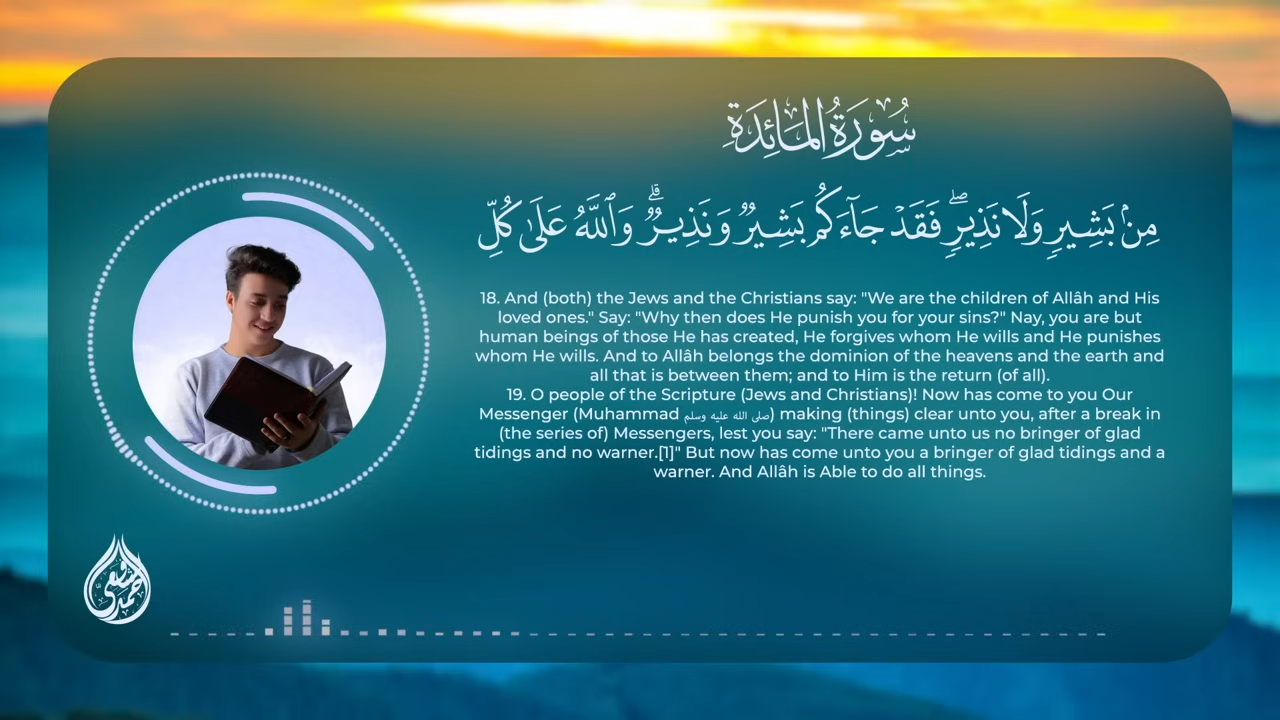 سُورَةُ المَائِدَةِ
مِنۢ بَشِيرٍ وَلَا نَذِيرٍۖ فَقَدۡ جَآءَكُم بَشِيرٌ وَنَذِيرٌۗ وَٱللَّهُ عَلَىٰ كُلِّ
18. And (both) the Jews and the Christians say: "We are the children of Allâh and His
loved ones." Say: "Why then does He punish you for your sins?" Nay, you are but
human beings of those He has created, He forgives whom He wills and He punishes
whom He wills. And to Allâh belongs the dominion of the heavens and the earth and
all that is between them; and to Him is the return (of all).
19. O people of the Scripture (Jews and Christians)! Now has come to you Our
Messenger (Muhammad صلى الله عليه وسلم) making (things) clear unto you, after a break in
(the series of) Messengers, lest you say: "There came unto us no bringer of glad
tidings and no warner.[1]" But now has come unto you a bringer of glad tidings and a
warner. And Allâh is Able to do all things.